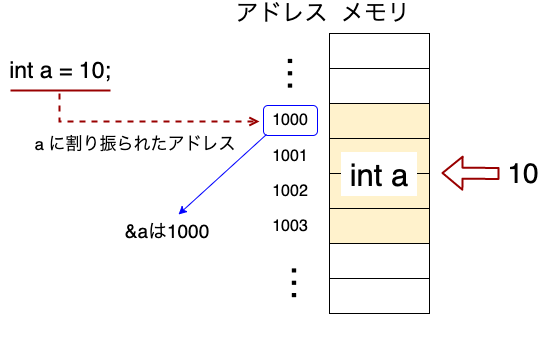 アドレス メモリ
int a = 10;
1000
a に割り振られたアドレス
1001
int a
10
1002
&aは1000
1003